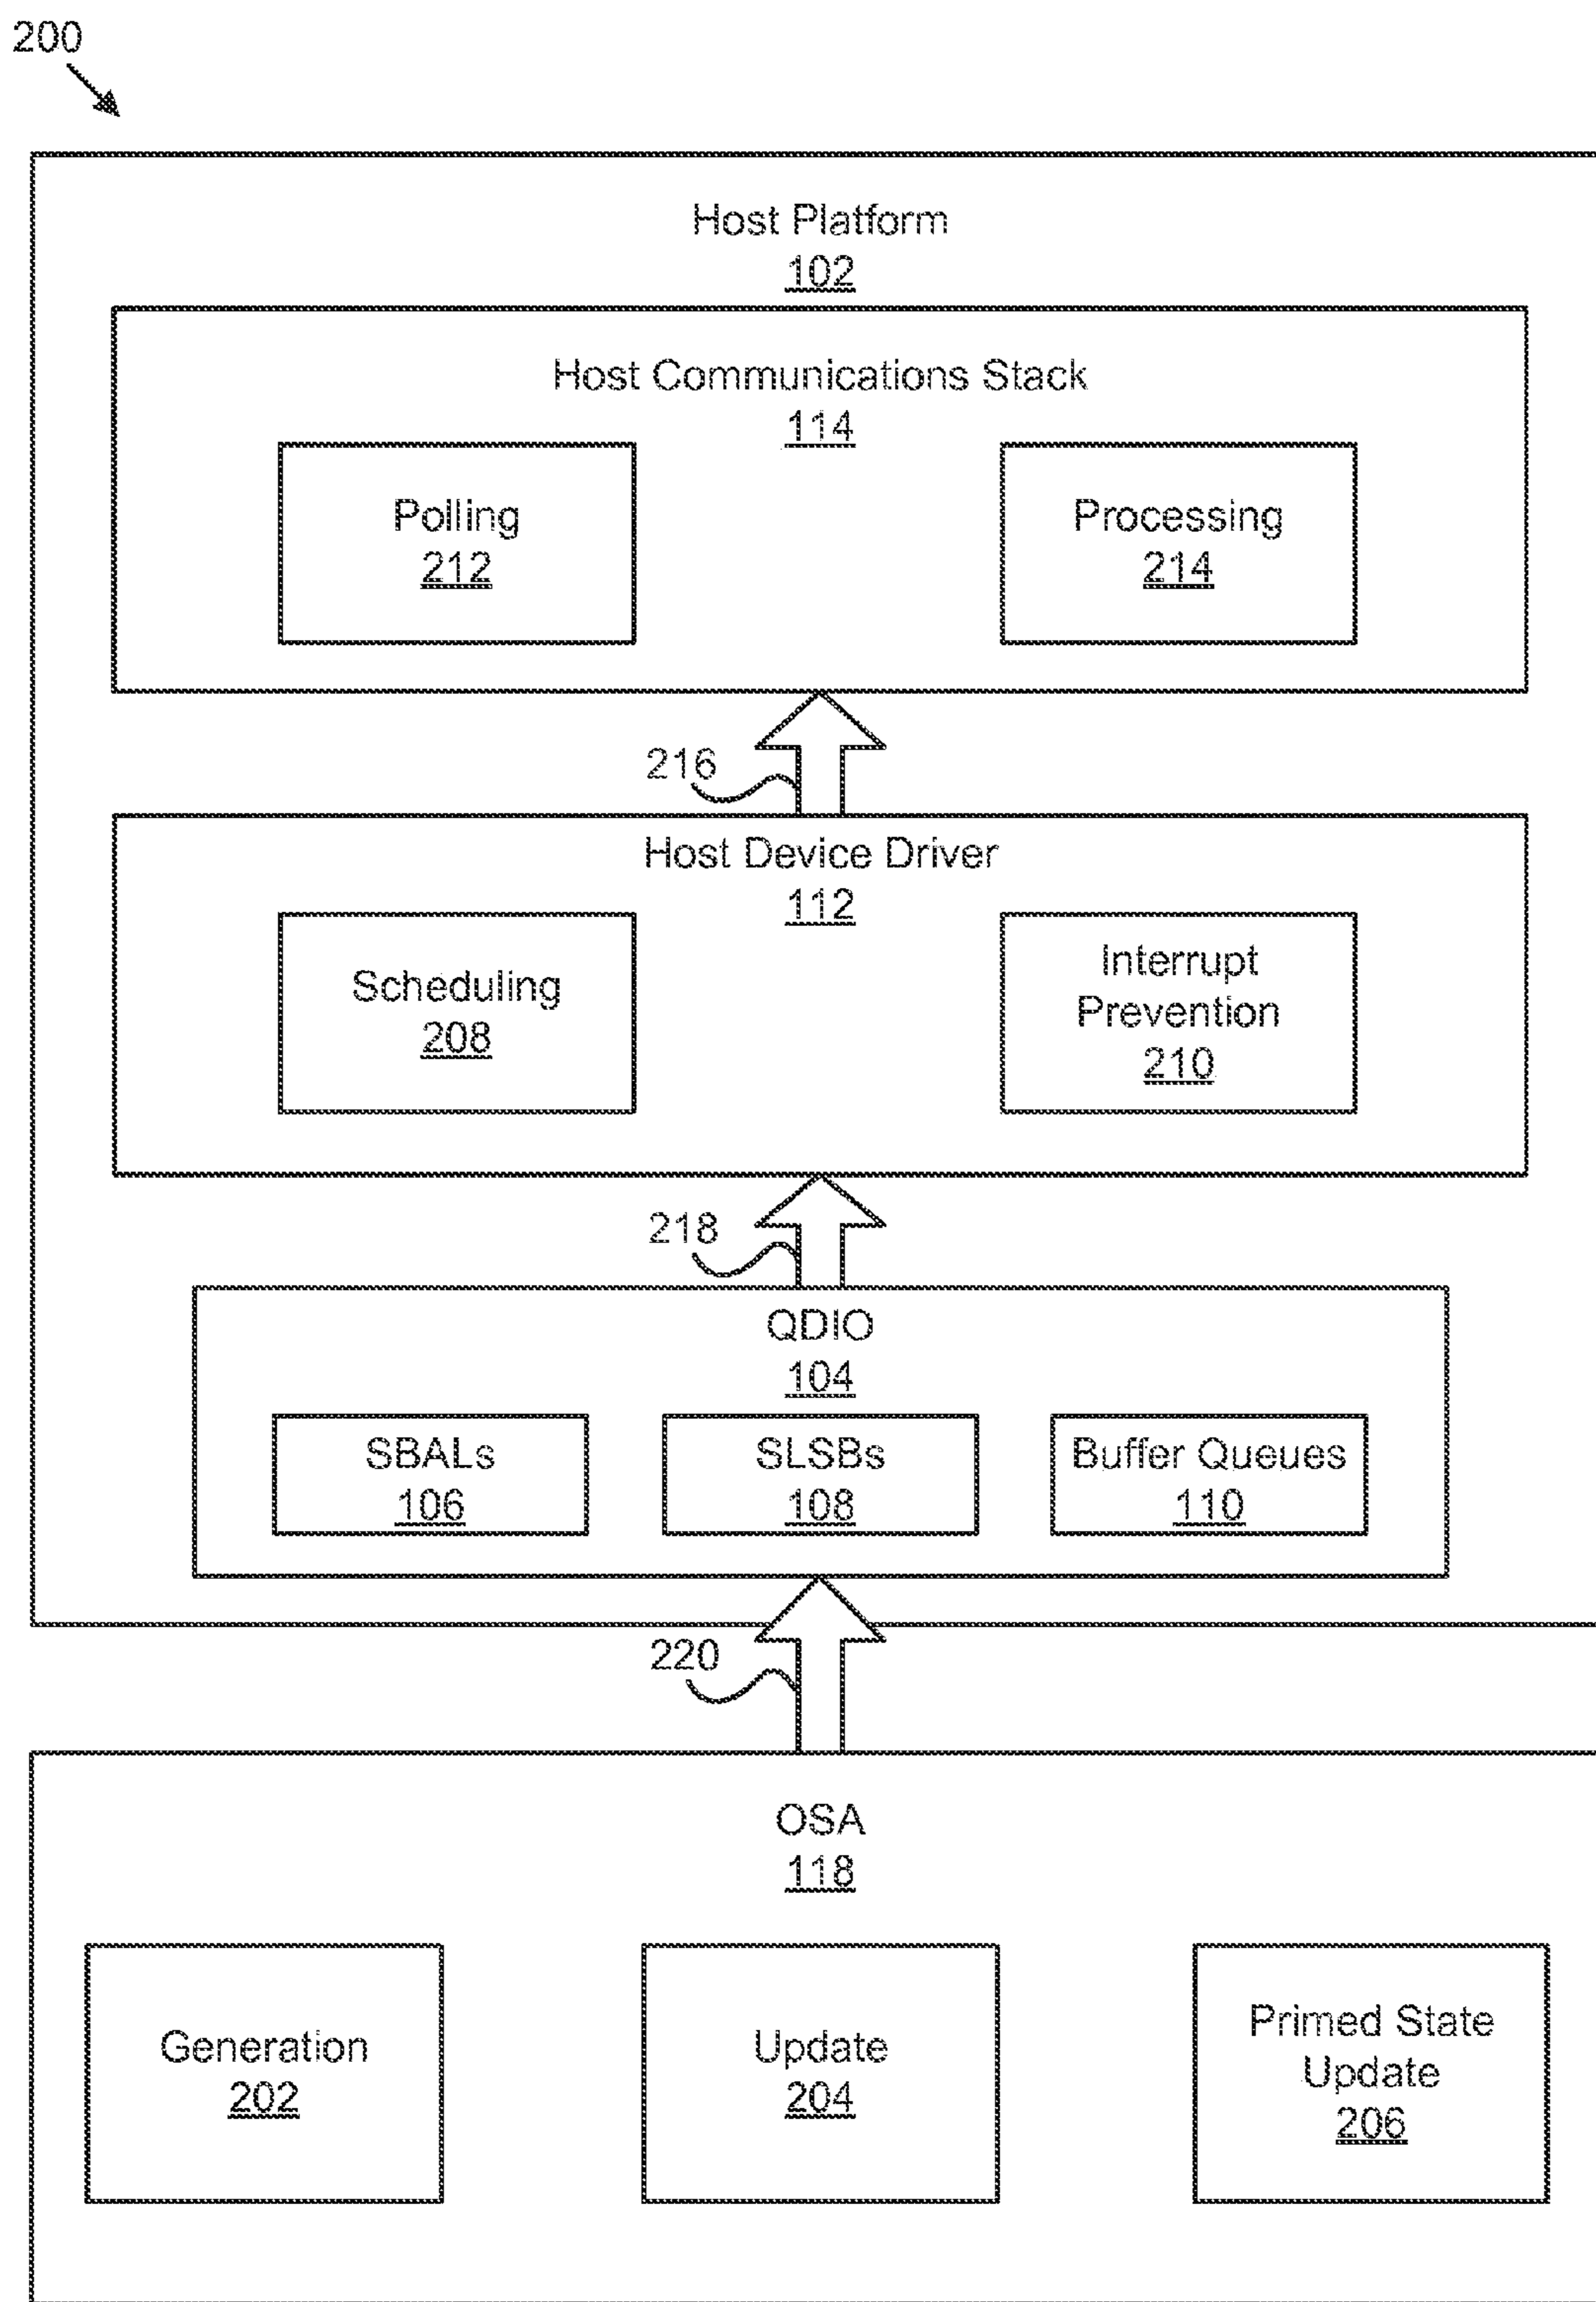 200
Host Platform
102
Host Communications Stack
114
Polling
212
Processing
214
216
Host Device Driver
112
Scheduling
208
Interrupt
Prevention
210
218
QDIO
104
SBALs
106
SLSBs
108
Buffer Queues
110
220
OSA
118
Generation
202
Update
204
Primed State
Update
206